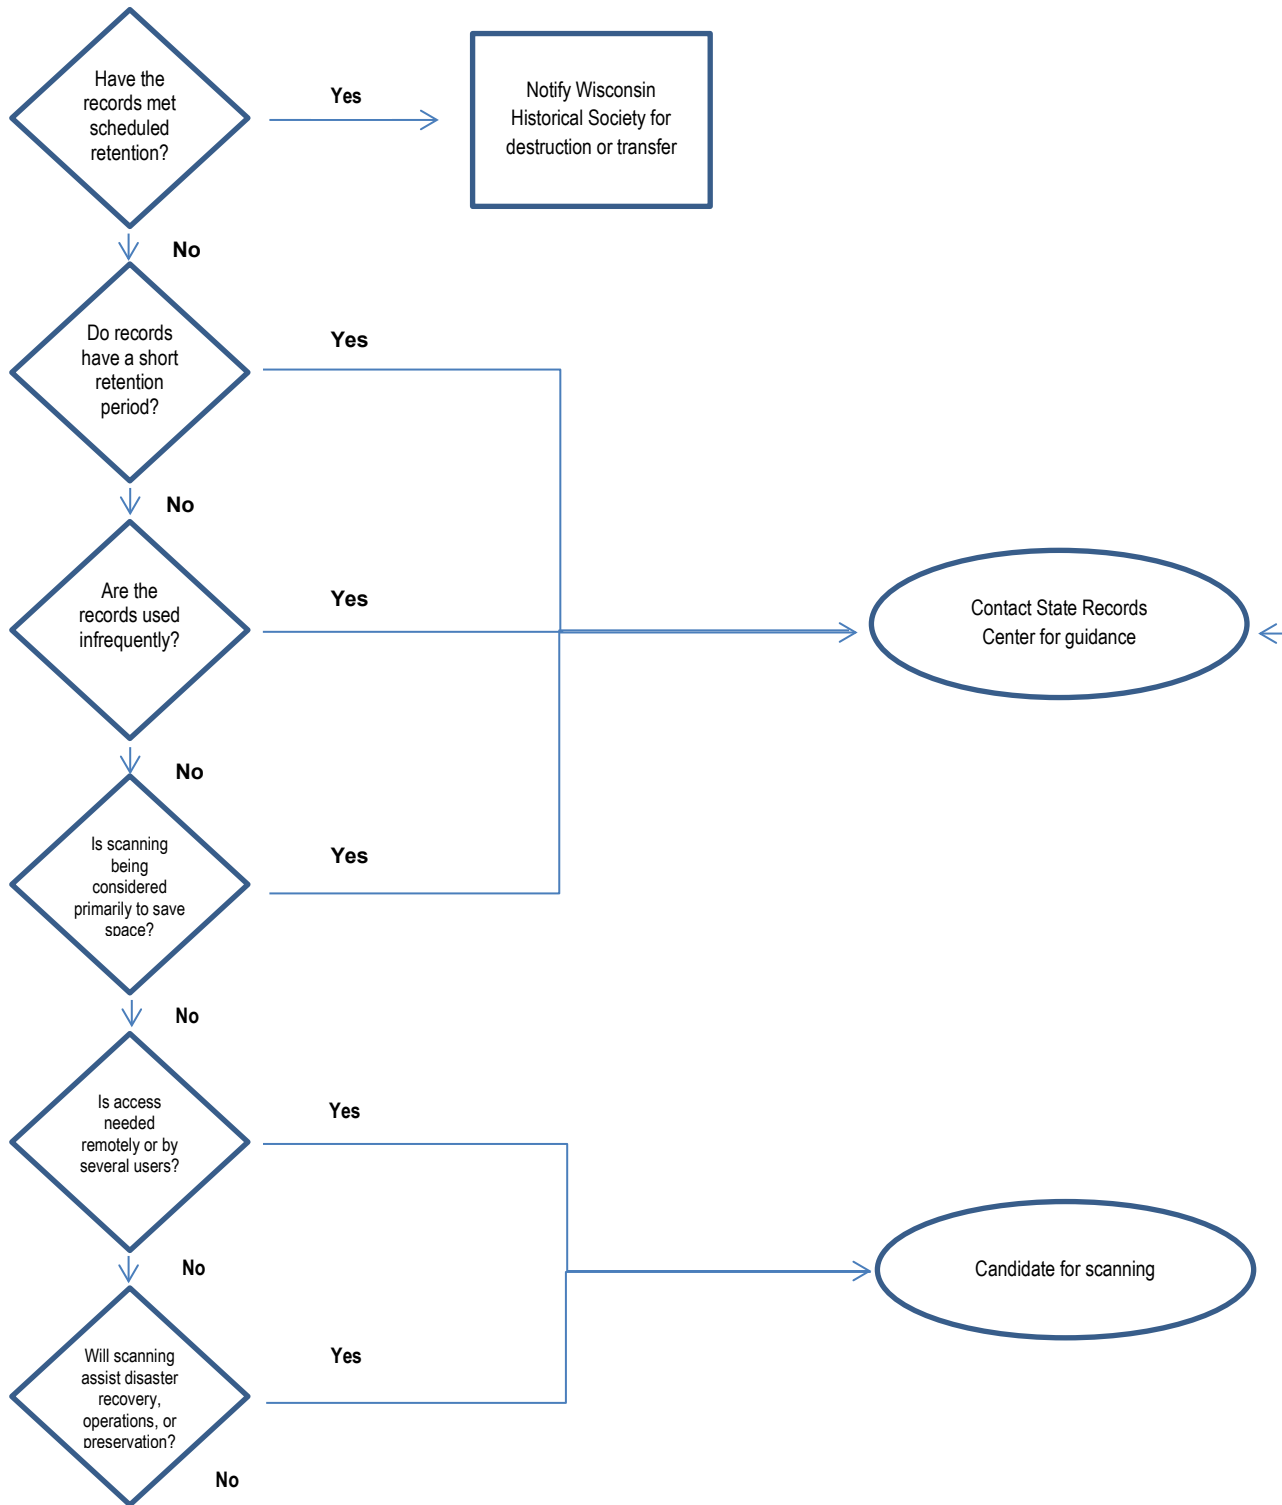 Have the
records met
scheduled
retention?
Yes
Notify Wisconsin
Historical Society for
destruction or transfer
No
Do records
have a short
retention
period?
Yes
No
Are the
records used
infrequently?
Yes
Contact State Records
Center for guidance
No
Is scanning
being
considered
primarily to save
space?
Yes
No
Is access
needed
remotely or by
several users?
Yes
No
Candidate for scanning
Will scanning
assist disaster
recovery,
operations, or
preservation?
Yes
No